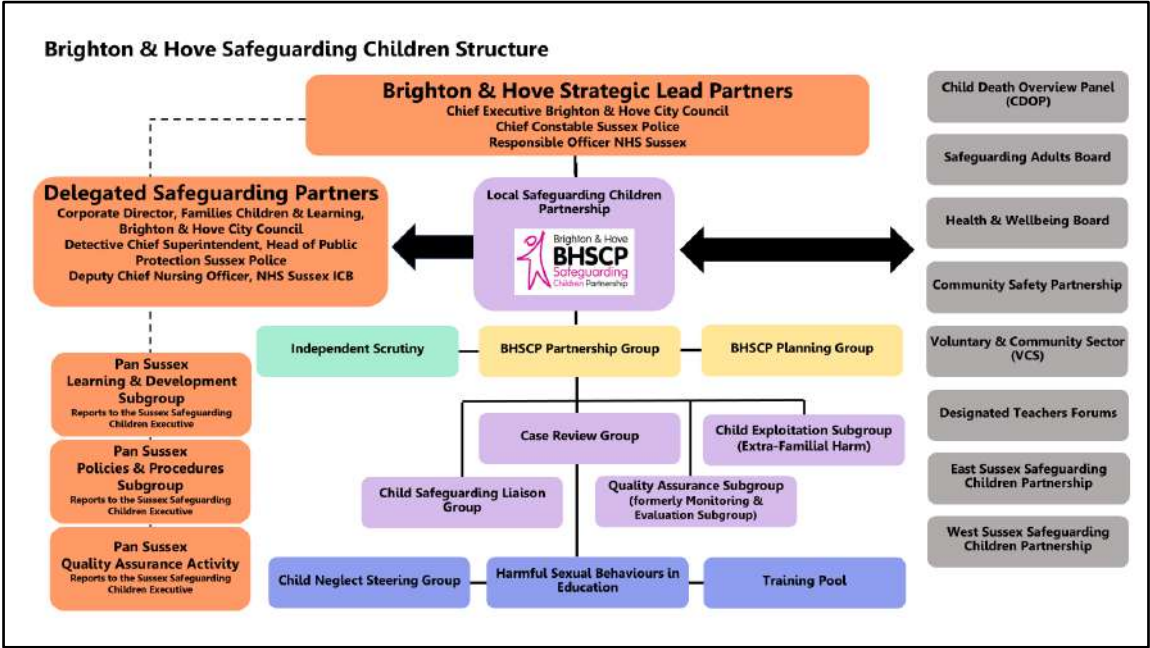 Brighton & Hove Safeguarding Children Structure
Brighton & Hove Strategic Lead Partners
Chief Executive Brighton & Hove City Council
Chief Constable Sussex Police
Responsible Officer NHS Sussex
Delegated Safeguarding Partners
Corporate Director, Families Children & Learning,
Brighton & Hove City Council
Detective Chief Superintendent, Head of Public
Protection Sussex Police
Deputy Chief Nursing Officer, NHS Sussex ICB
Local Safeguarding Children
Partnership
Brighton & Hove
BHSCP
Safeguarding
Children Partnership
Independent Scrutiny
BHSCP Partnership Group
BHSCP Planning Group
Pan Sussex
Learning & Development
Subgroup
Reports to the Sussex Safeguarding
Children Executive
Pan Sussex
Policies & Procedures
Subgroup
Reports to the Sussex Safeguarding
Children Executive
Pan Sussex
Quality Assurance Activity
Reports to the Sussex Safeguarding
Children Executive
Case Review Group
Child Exploitation Subgroup
(Extra-Familial Harm)
Child Safeguarding Liaison
Group
Quality Assurance Subgroup
(formerly Monitoring &
Evaluation Subgroup)
Child Neglect Steering Group
Harmful Sexual Behaviours in
Education
Training Pool
Child Death Overview Panel
(CDOP)
Safeguarding Adults Board
Health & Wellbeing Board
Community Safety Partnership
Voluntary & Community Sector
(VCS)
Designated Teachers Forums
East Sussex Safeguarding
Children Partnership
West Sussex Safeguarding
Children Partnership